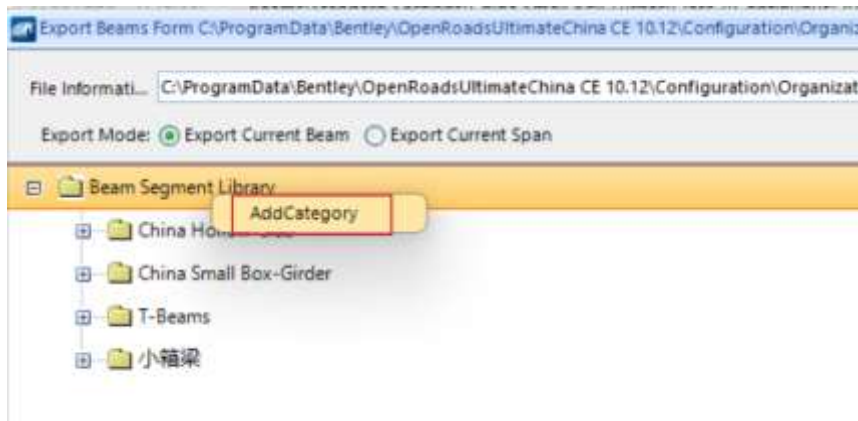 Export Beams Form C:\ProgramData\Bentley\OpenRoadsUltimateChina CE 10.12\Configuration\Organiz
File Informati... C:\ProgramData\Bentley\OpenRoadsUltimateChina CE 10.12\Configuration\Organizat
Export Mode: Export Current Beam Export Current Span
Beam Segment Library
AddCategory
China
China Small Box-Girder
T-Beams
小箱梁